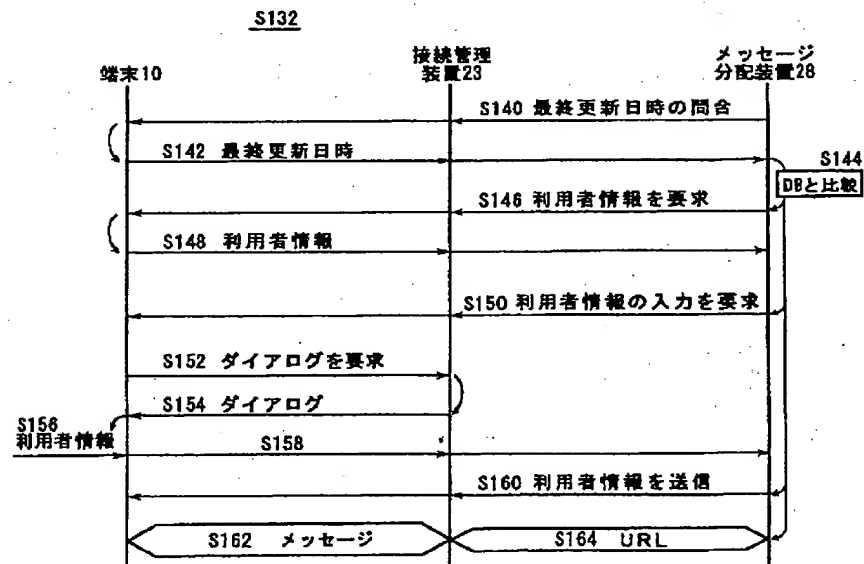 S132
端末10
接続管理
装置23
メッセージ
分配装置28
S140 最終更新日時の問合
S142 最終更新日時
S144
DBと比較
S146 利用者情報を要求
S148 利用者情報
S150 利用者情報の入力を要求
S152 ダイアログを要求
S154 ダイアログ
S156
利用者情報
S158
S160 利用者情報を送信
S162 メッセージ
S164 URL